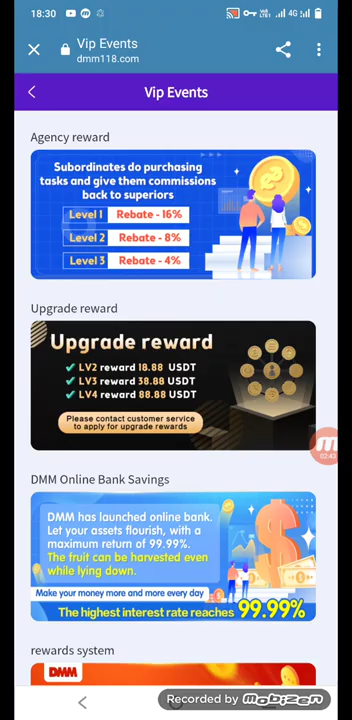 18:30
4G
Vip Events
dmm118.com
Vip Events
Agency reward
Subordinates do purchasing
tasks and give them commissions
back to superiors
Level 1 Rebate - 16%
Level 2 Rebate - 8%
Level 3 Rebate - 4%
Upgrade reward
Upgrade reward
LV2 reward 18.88 USDT
LV3 reward 38.88 USDT
LV4 reward 88.88 USDT
Please contact customer service
to apply for upgrade rewards
02:43
DMM Online Bank Savings
DMM has launched online bank.
Let your assets flourish, with a
maximum return of 99.99%.
The fruit can be harvested even
while lying down.
Make your money more and more every day
The highest interest rate reaches 99.99%
rewards system
DMM
Recorded by mobizen